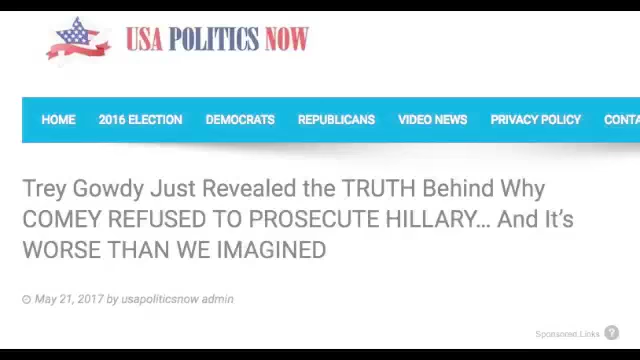 USA POLITICS NOW
HOME 2016 ELECTION DEMOCRATS REPUBLICANS VIDEO NEWS PRIVACY POLICY CONTA
Trey Gowdy Just Revealed the TRUTH Behind Why
COMEY REFUSED TO PROSECUTE HILLARY... And It's
WORSE THAN WE IMAGINED
May 21, 2017 by usapoliticsnow admin
Sponsored Links ?